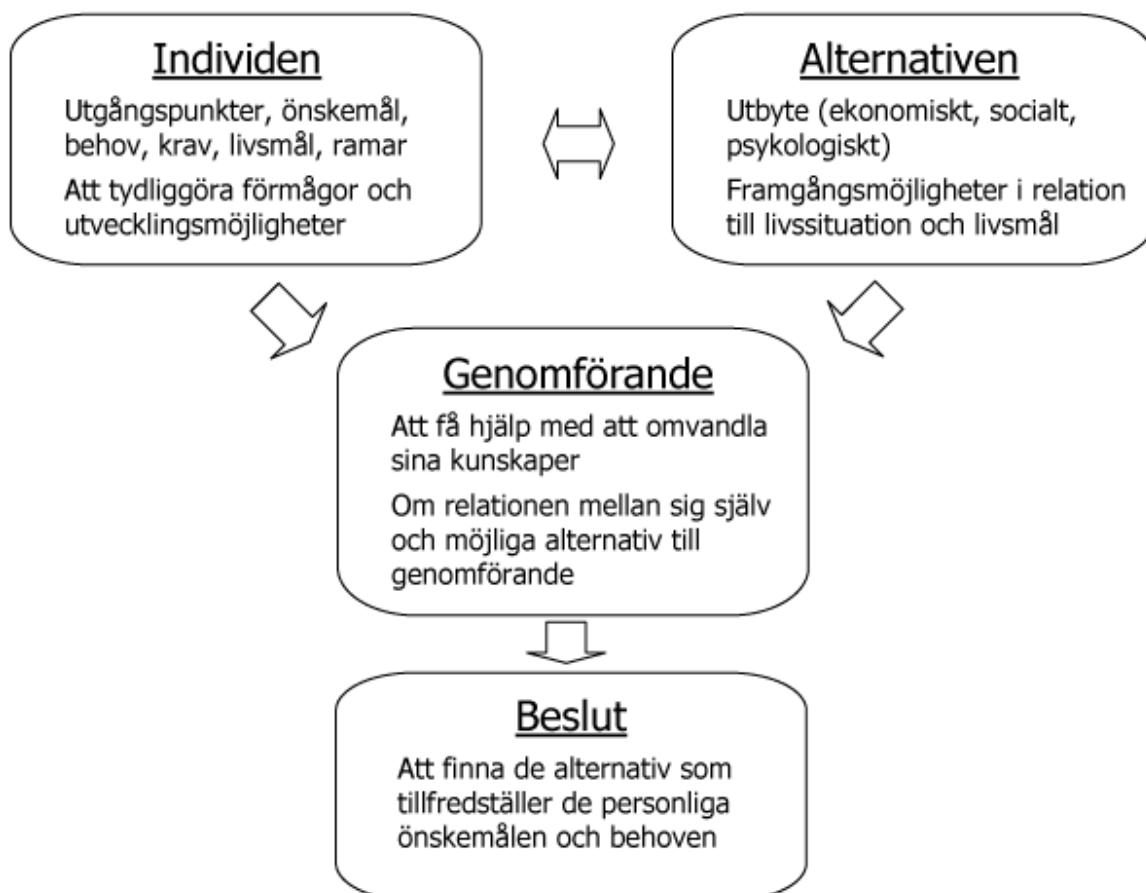 Individen
Utgångspunkter, önskemål,
behov, krav, livsmål, ramar
Att tydliggöra förmågor och
utvecklingsmöjligheter
Alternativen
Utbyte (ekonomiskt, socialt,
psykologiskt)
Framgångsmöjligheter i relation
till livssituation och livsmål
Genomförande
Att få hjälp med att omvandla
sina kunskaper
Om relationen mellan sig själv
och möjliga alternativ till
genomförande
Beslut
Att finna de alternativ som
tillfredställer de personliga
önskemålen och behoven